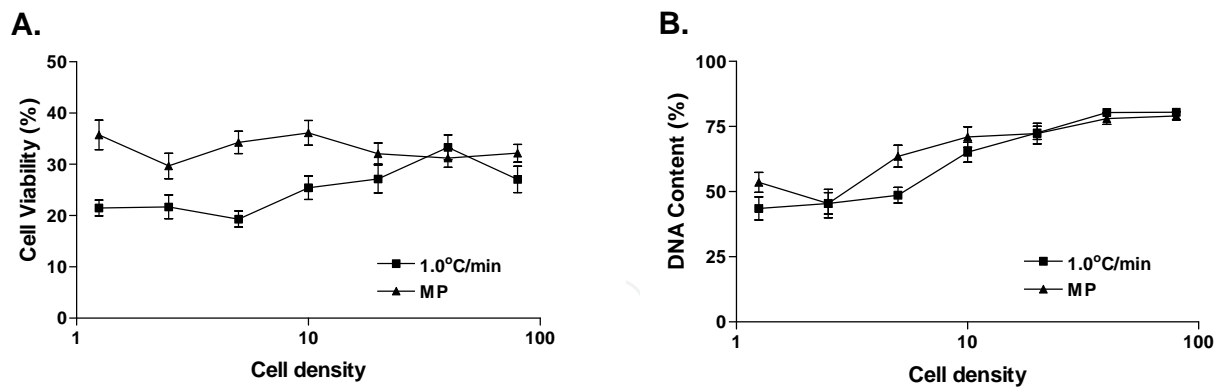 A.
50
40
30
20
10
0
Cell Viability (%)
1.0°C/min
MP
1 10 100
Cell density
B.
100
75
50
25
0
DNA Content (%)
1.0°C/min
MP
1 10 100
Cell density